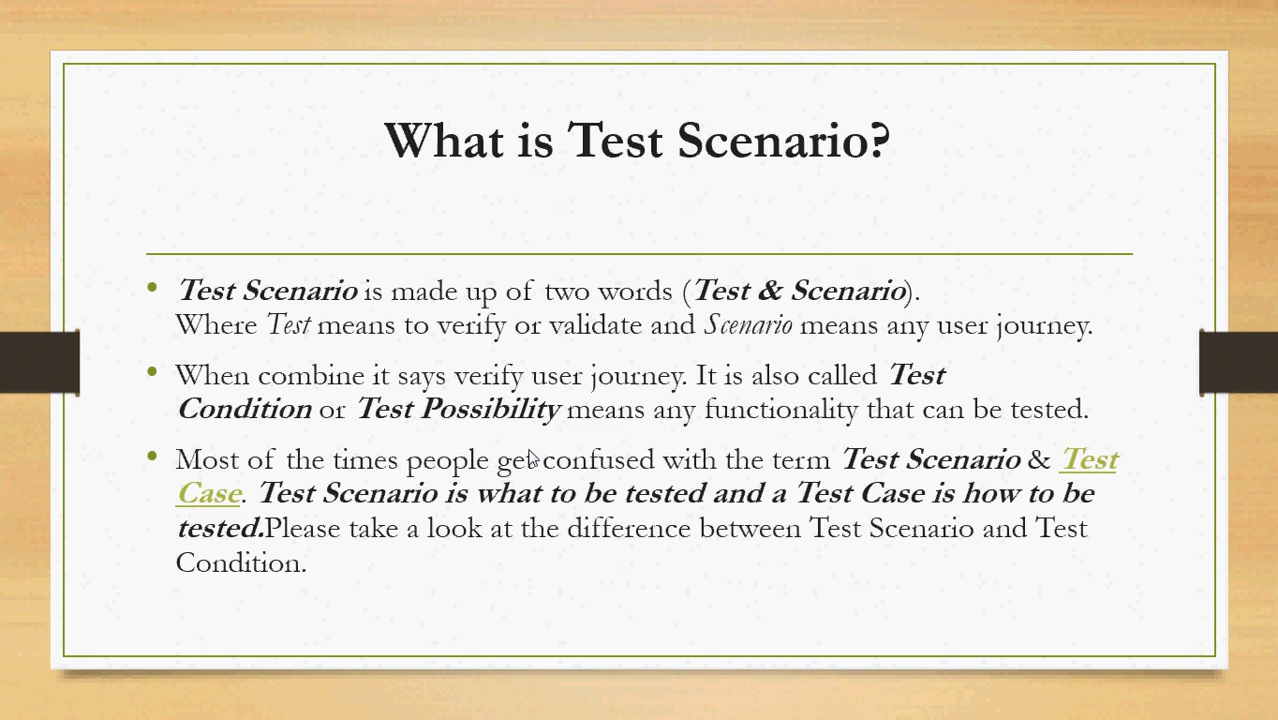 What is Test Scenario?
• Test Scenario is made up of two words (Test & Scenario).
Where Test means to verify or validate and Scenario means any user journey.
• When combine it says verify user journey. It is also called Test
Condition or Test Possibility means any functionality that can be tested.
• Most of the times people get confused with the term Test Scenario & Test
Case. Test Scenario is what to be tested and a Test Case is how to be
tested.Please take a look at the difference between Test Scenario and Test
Condition.